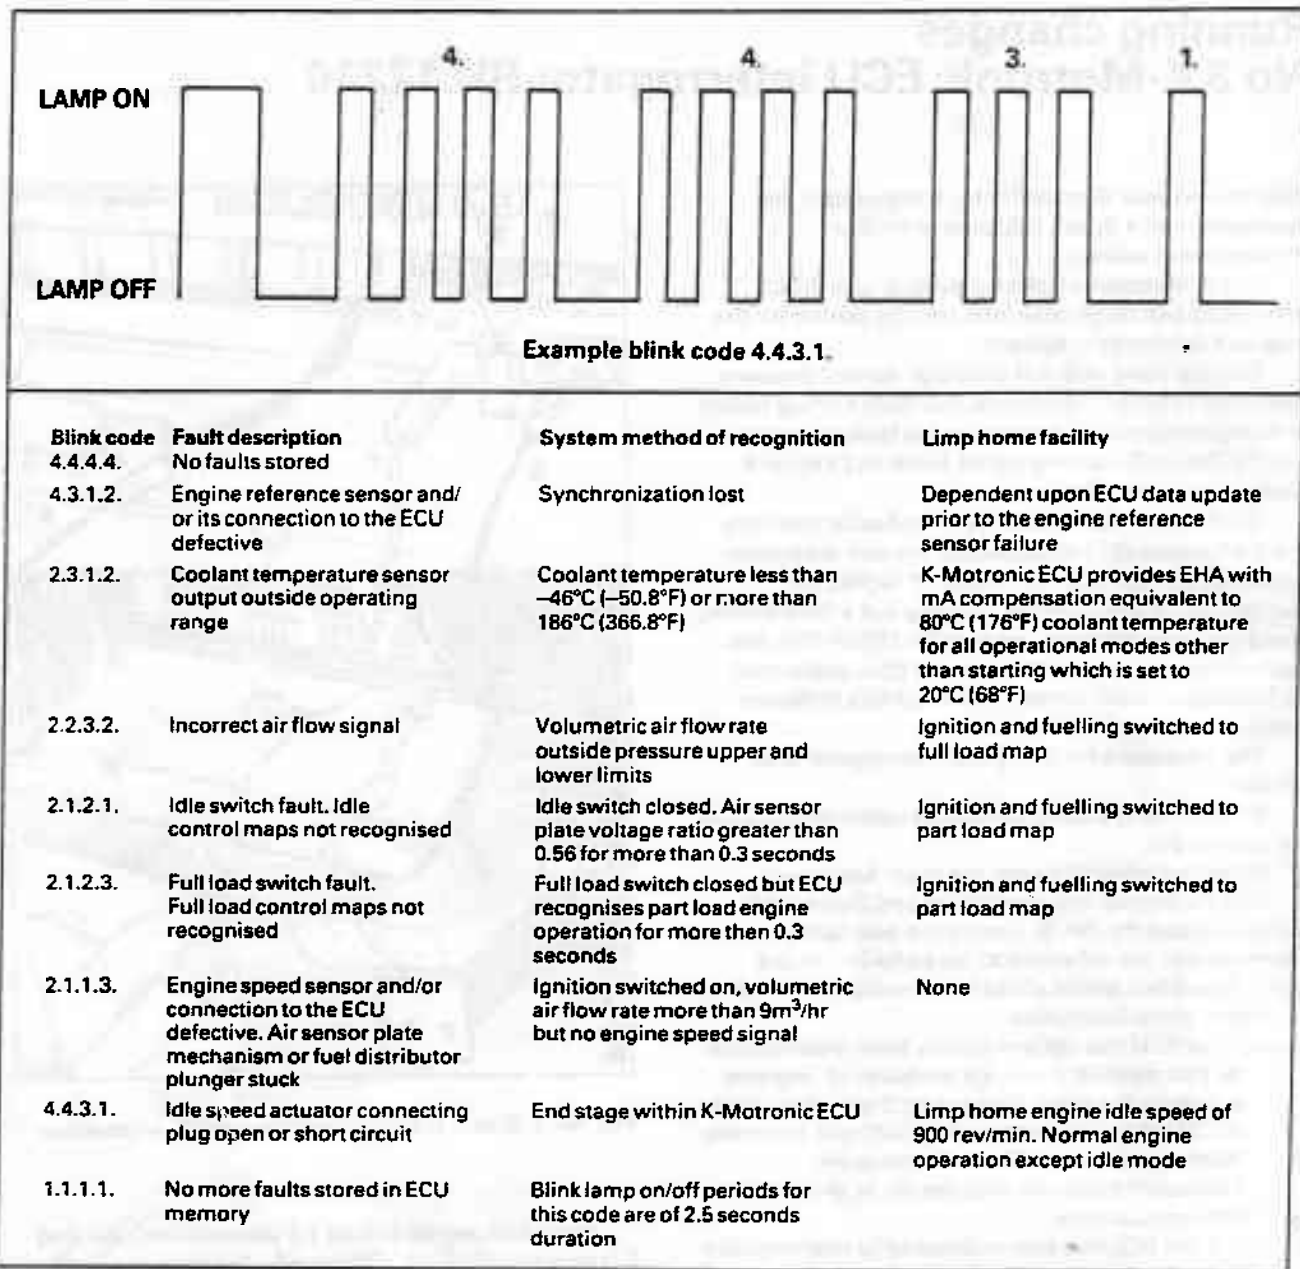 4. 4. 3. 1.
LAMP ON
LAMP OFF
Example blink code 4.4.3.1.
Blink code Fault description System method of recognition Limp home facility
4.4.4.4. No faults stored
4.3.1.2. Engine reference sensor and/ Synchronization lost Dependent upon ECU data update
or its connection to the ECU prior to the engine reference
defective sensor failure
2.3.1.2. Coolant temperature sensor Coolant temperature less than K-Motronic ECU provides EHA with
output outside operating –46°C (–50.8°F) or more than mA compensation equivalent to
range 186°C (366.8°F) 80°C (176°F) coolant temperature
for all operational modes other
than starting which is set to
20°C (68°F)
2.2.3.2. Incorrect air flow signal Volumetric air flow rate Ignition and fuelling switched to
outside pressure upper and full load map
lower limits
2.1.2.1. Idle switch fault. Idle Idle switch closed. Air sensor Ignition and fuelling switched to
control maps not recognised plate voltage ratio greater than part load map
0.56 for more than 0.3 seconds
2.1.2.3. Full load switch fault. Full load switch closed but ECU Ignition and fuelling switched to
Full load control maps not recognises part load engine part load map
recognised operation for more then 0.3
seconds
2.1.1.3. Engine speed sensor and/or Ignition switched on, volumetric None
connection to the ECU air flow rate more than 9m³/hr
defective. Air sensor plate but no engine speed signal
mechanism or fuel distributor
plunger stuck
4.4.3.1. Idle speed actuator connecting End stage within K-Motronic ECU Limp home engine idle speed of
plug open or short circuit 900 rev/min. Normal engine
operation except idle mode
1.1.1.1. No more faults stored in ECU Blink lamp on/off periods for
memory this code are of 2.5 seconds
duration